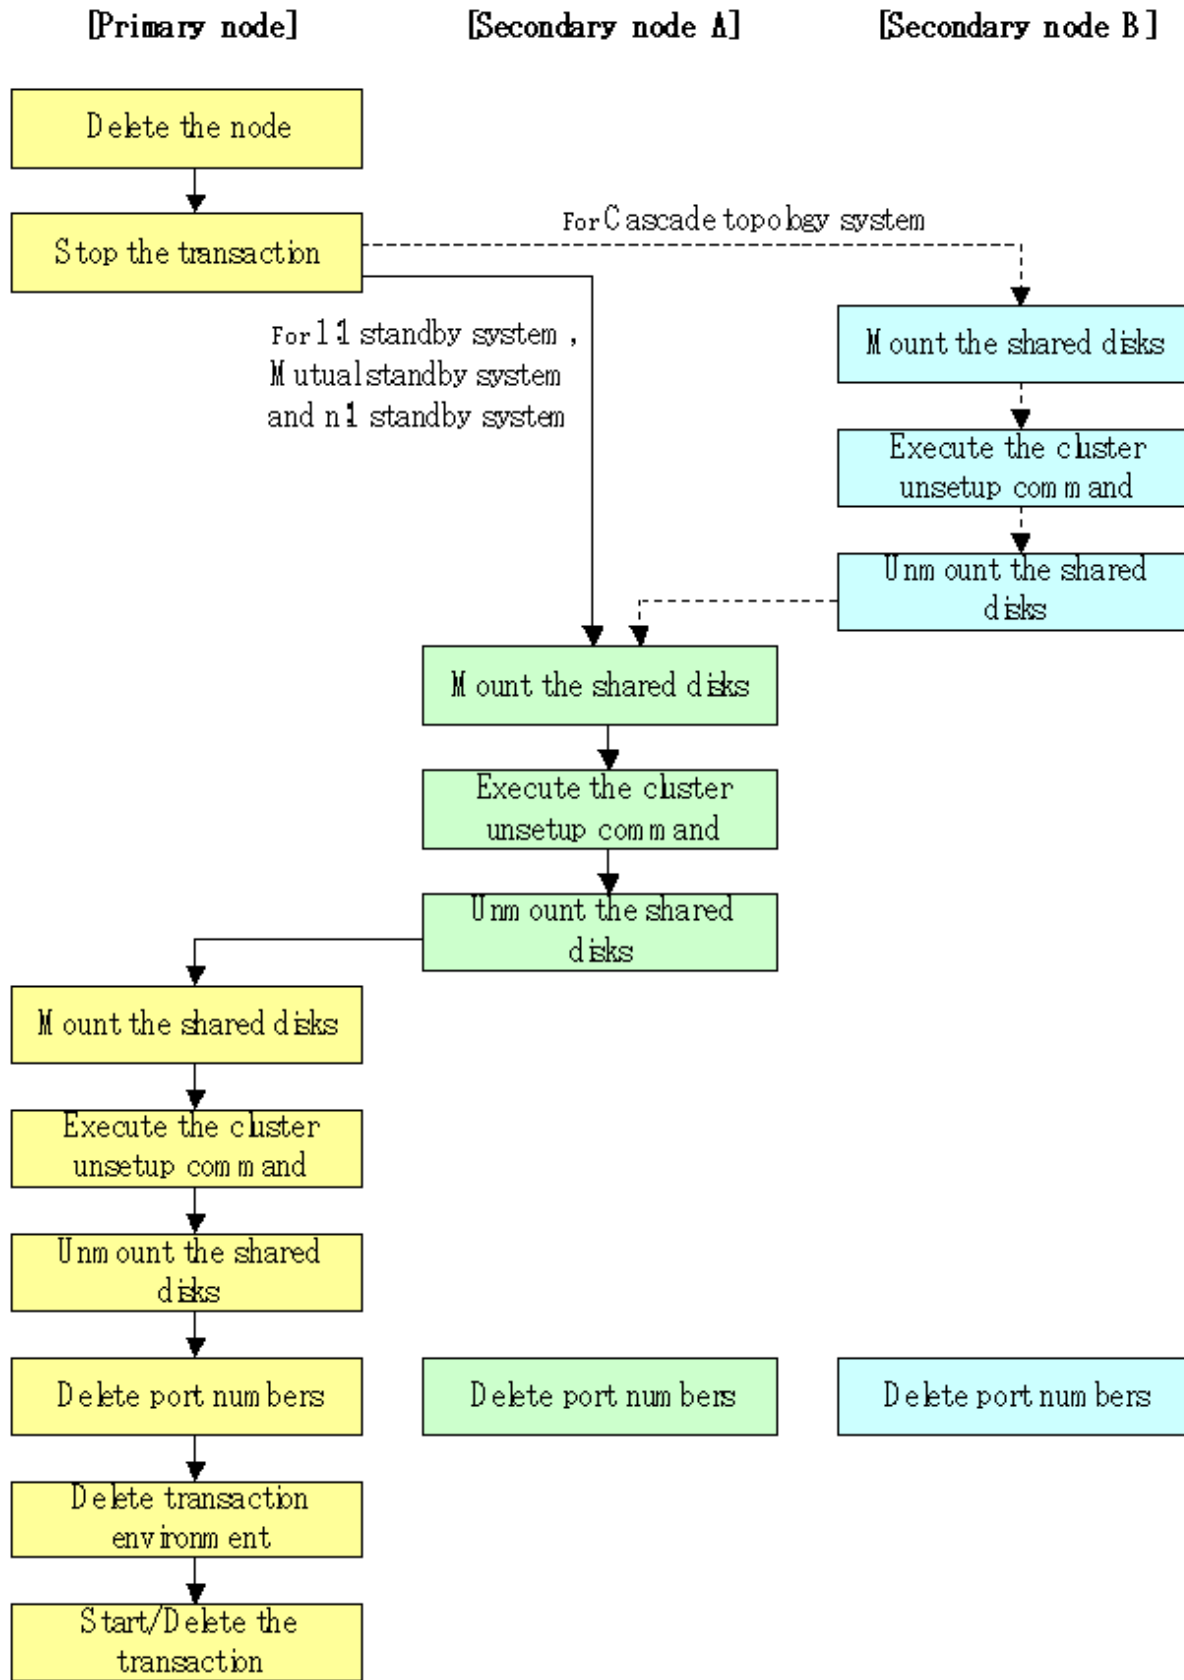 [Primary node]
[Secondary node A]
[Secondary node B]
Delete the node
Stop the transaction
For Cascade topology system
For 1:1 standby system,
Mutual standby system
and n:1 standby system
Mount the shared disks
Execute the cluster
unsetup command
Unmount the shared
disks
Mount the shared disks
Execute the cluster
unsetup command
Unmount the shared
disks
Mount the shared disks
Execute the cluster
unsetup command
Unmount the shared
disks
Delete port numbers
Delete port numbers
Delete port numbers
Delete transaction
environment
Start/Delete the
transaction